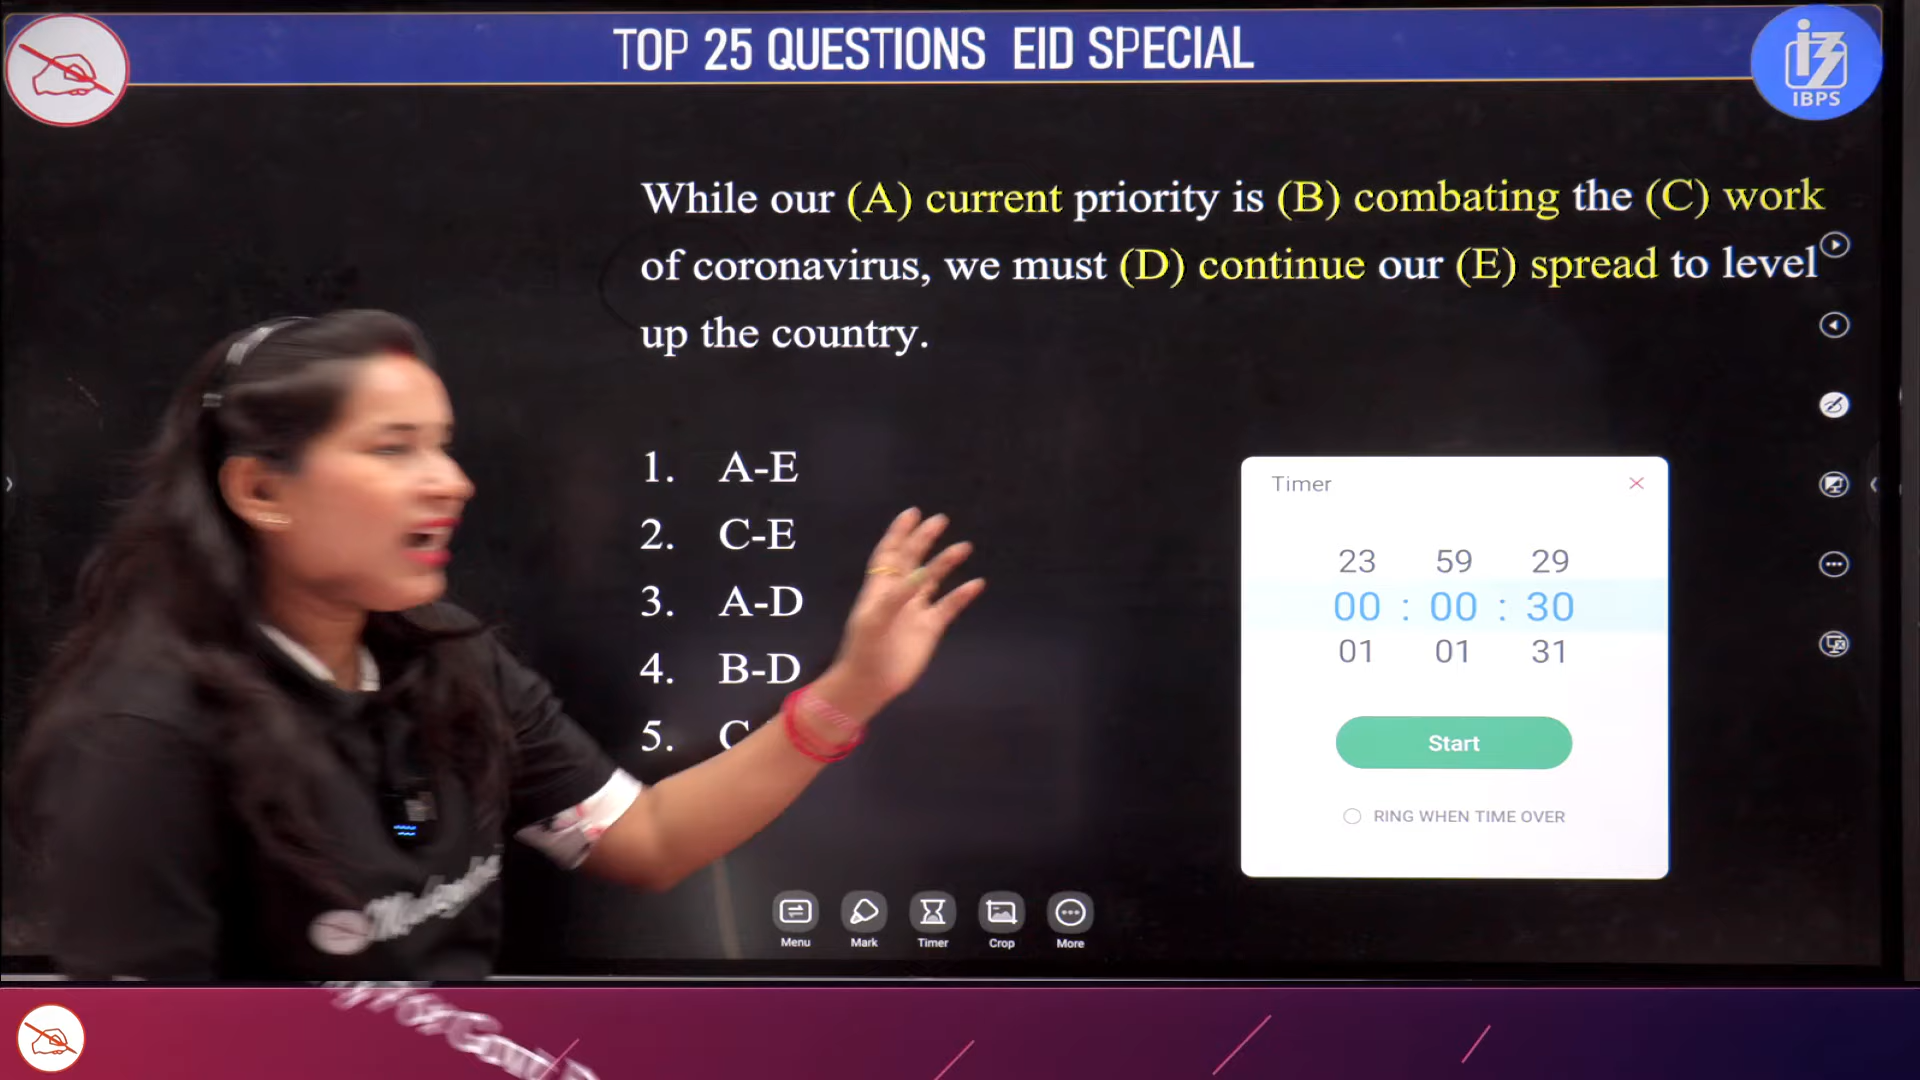 TOP 25 QUESTIONS EID SPECIAL
IBPS
While our (A) current priority is (B) combating the (C) work
of coronavirus, we must (D) continue our (E) spread to level
up the country.
1. A-E
2. C-E
3. A-D
4. B-D
5. C
Timer
23 59 29
00 : 00 : 30
01 01 31
Start
RING WHEN TIME OVER
Menu
Mark
Timer
Crop
More